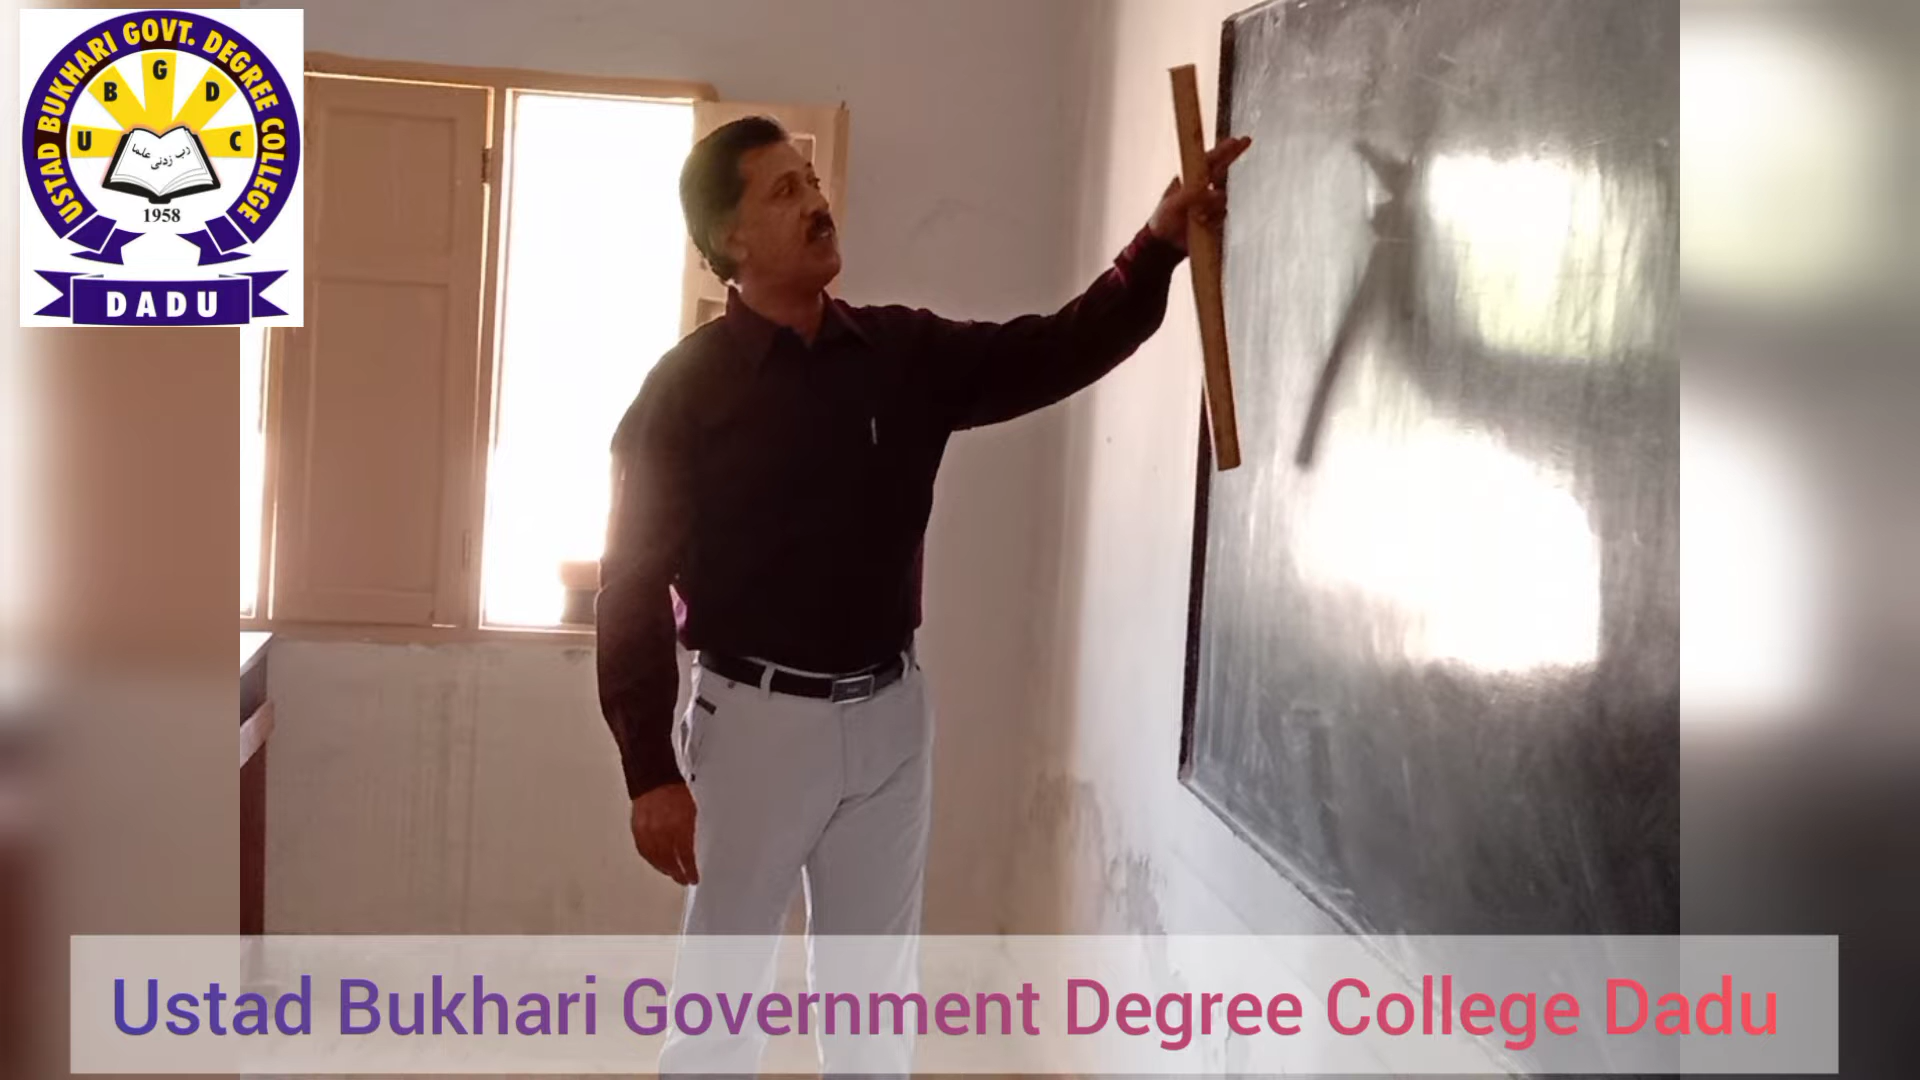 USTAD BUKHARI GOVT. DEGREE COLLEGE
U B G D C
رب زدنی علما
1958
DADU
Ustad Bukhari Government Degree College Dadu